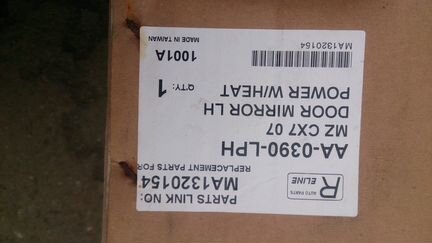 PARTS LINK NO:
MA1320154
REPLACEMENT PARTS FOR
R
AUTO PARTS
ELINE
AA-0390-LPH
MZ CX7 07
DOOR MIRROR LH
POWER W/HEAT
QTY: 1
1001A
MA1320154
MADE IN TAIWAN